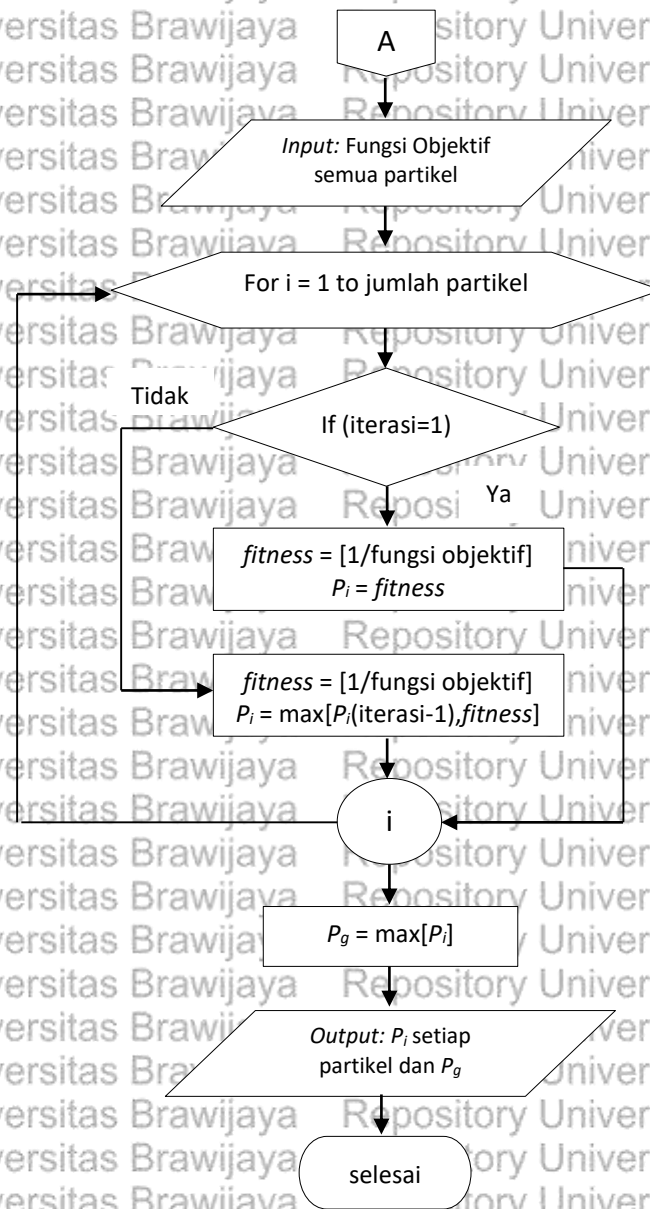 A
Input: Fungsi Objektif
semua partikel
For i = 1 to jumlah partikel
Tidak
If (iterasi=1)
Ya
fitness = [1/fungsi objektif]
Pi = fitness
fitness = [1/fungsi objektif]
Pi = max[Pi(iterasi-1),fitness]
i
Pg = max[Pi]
Output: Pi setiap
partikel dan Pg
selesai